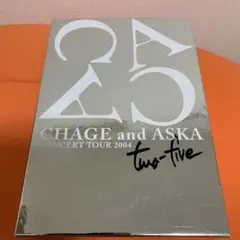 CHAGE and ASKA
CONCERT TOUR 2004
two-five